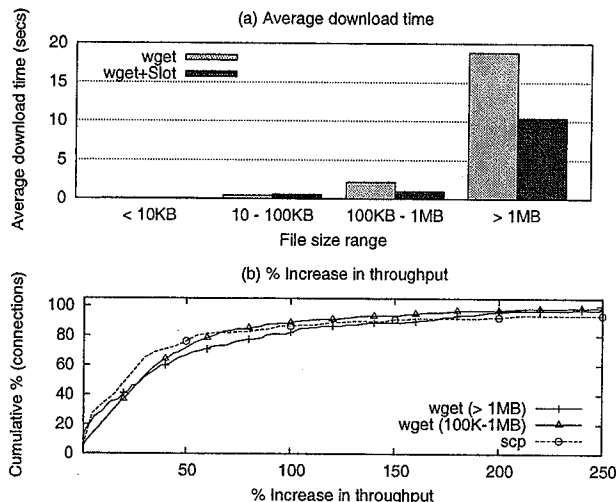 (a) Average download time
Average download time (secs)
20
15
10
5
0
wget
wget+Slot
< 10KB
10 - 100KB
100KB - 1MB
> 1MB
File size range
(b) % Increase in throughput
Cumulative % (connections)
100
80
60
40
20
0
wget (> 1MB)
wget (100K-1MB)
scp
50
100
150
200
250
% Increase in throughput